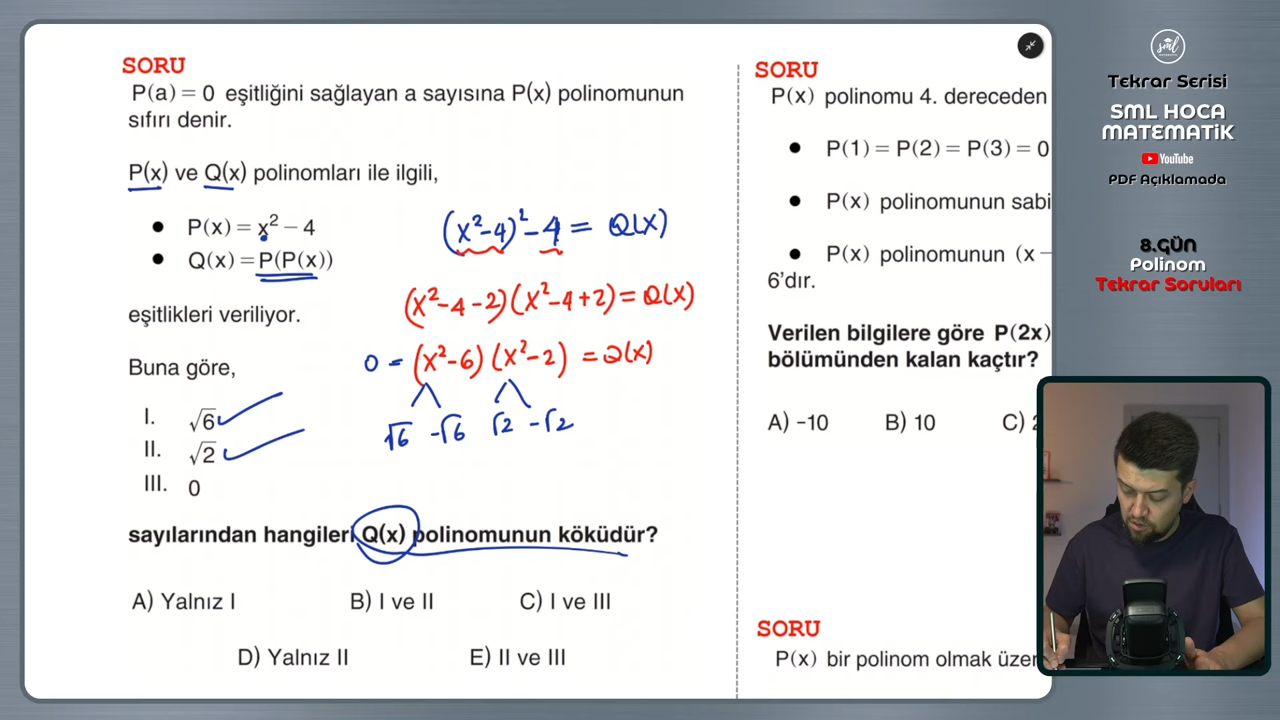 SORU
P(a) = 0 eşitliğini sağlayan a sayısına P(x) polinomunun
sıfırı denir.
P(x) ve Q(x) polinomları ile ilgili,
● P(x) = x² − 4
● Q(x) = P(P(x))
eşitlikleri veriliyor.
Buna göre,
I. √6
II. √2
III. 0
sayılarından hangileri Q(x) polinomunun köküdür?
A) Yalnız I B) I ve II C) I ve III
D) Yalnız II E) II ve III
(x²-4)² - 4 = Q(x)
(x²-4-2)(x²-4+2) = Q(x)
0 = (x²-6)(x²-2) = Q(x)
√6 -√6 √2 -√2
SORU
P(x) polinomu 4. dereceden
● P(1) = P(2) = P(3) = 0
● P(x) polinomunun sabi
● P(x) polinomunun (x −
6'dır.
Verilen bilgilere göre P(2x)
bölümünden kalan kaçtır?
A) −10 B) 10 C) 2
SORU
P(x) bir polinom olmak üzer
sml
Tekrar Serisi
SML HOCA
MATEMATİK
YouTube
PDF Açıklamada
8.GÜN
Polinom
Tekrar Soruları